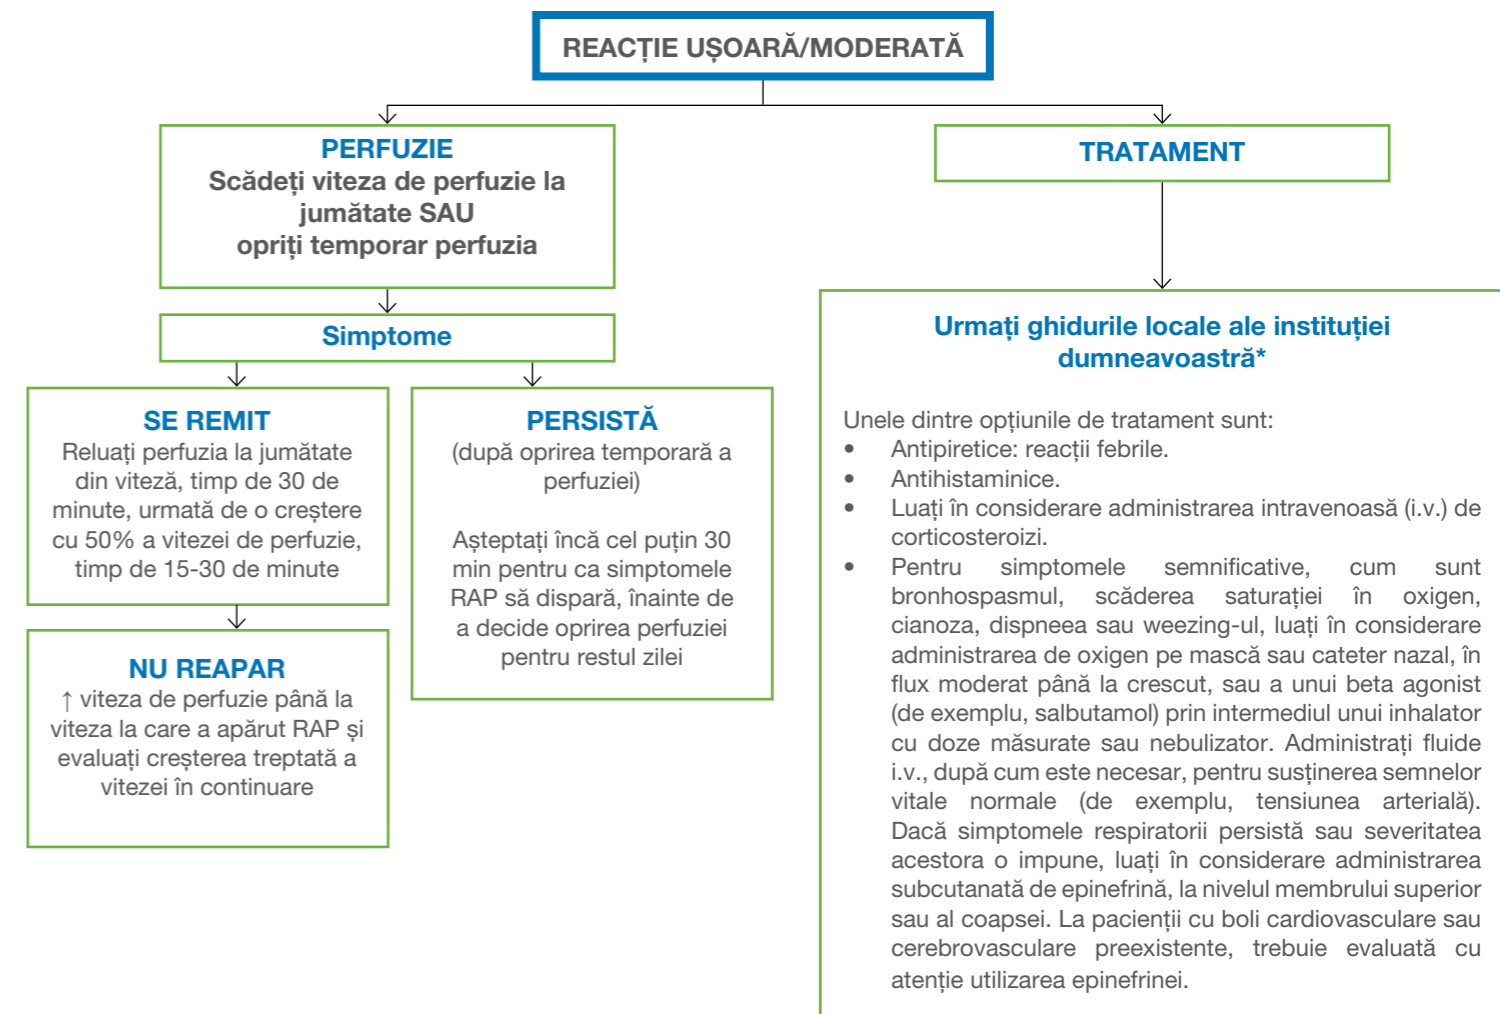 REACȚIE UȘOARĂ/MODERATĂ
PERFUZIE
Scădeți viteza de perfuzie la
jumătate SAU
opriți temporar perfuzia
Simptome
SE REMIT
Reluați perfuzia la jumătate
din viteză, timp de 30 de
minute, urmată de o creștere
cu 50% a vitezei de perfuzie,
timp de 15-30 de minute
NU REAPAR
↑ viteza de perfuzie până la
viteza la care a apărut RAP și
evaluați creșterea treptată a
vitezei în continuare
PERSISTĂ
(după oprirea temporară a
perfuziei)
Așteptați încă cel puțin 30
min pentru ca simptomele
RAP să dispară, înainte de
a decide oprirea perfuziei
pentru restul zilei
TRATAMENT
Urmați ghidurile locale ale instituției
dumneavoastră*
Unele dintre opțiunile de tratament sunt:
• Antipiretice: reacții febrile.
• Antihistaminice.
• Luați în considerare administrarea intravenoasă (i.v.) de
corticosteroizi.
• Pentru simptomele semnificative, cum sunt
bronhospasmul, scăderea saturației în oxigen,
cianoza, dispneea sau weezing-ul, luați în considerare
administrarea de oxigen pe mască sau cateter nazal, în
flux moderat până la crescut, sau a unui beta agonist
(de exemplu, salbutamol) prin intermediul unui inhalator
cu doze măsurate sau nebulizator. Administrați fluide
i.v., după cum este necesar, pentru susținerea semnelor
vitale normale (de exemplu, tensiunea arterială).
Dacă simptomele respiratorii persistă sau severitatea
acestora o impune, luați în considerare administrarea
subcutanată de epinefrină, la nivelul membrului superior
sau al coapsei. La pacienții cu boli cardiovasculare sau
cerebrovasculare preexistente, trebuie evaluată cu
atenție utilizarea epinefrinei.